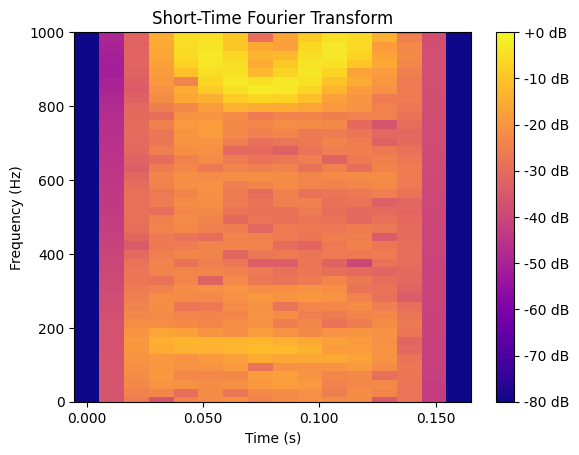 Short-Time Fourier Transform
1000
800
600
400
200
0
Frequency (Hz)
0.000
0.050
0.100
0.150
Time (s)
+0 dB
-10 dB
-20 dB
-30 dB
-40 dB
-50 dB
-60 dB
-70 dB
-80 dB